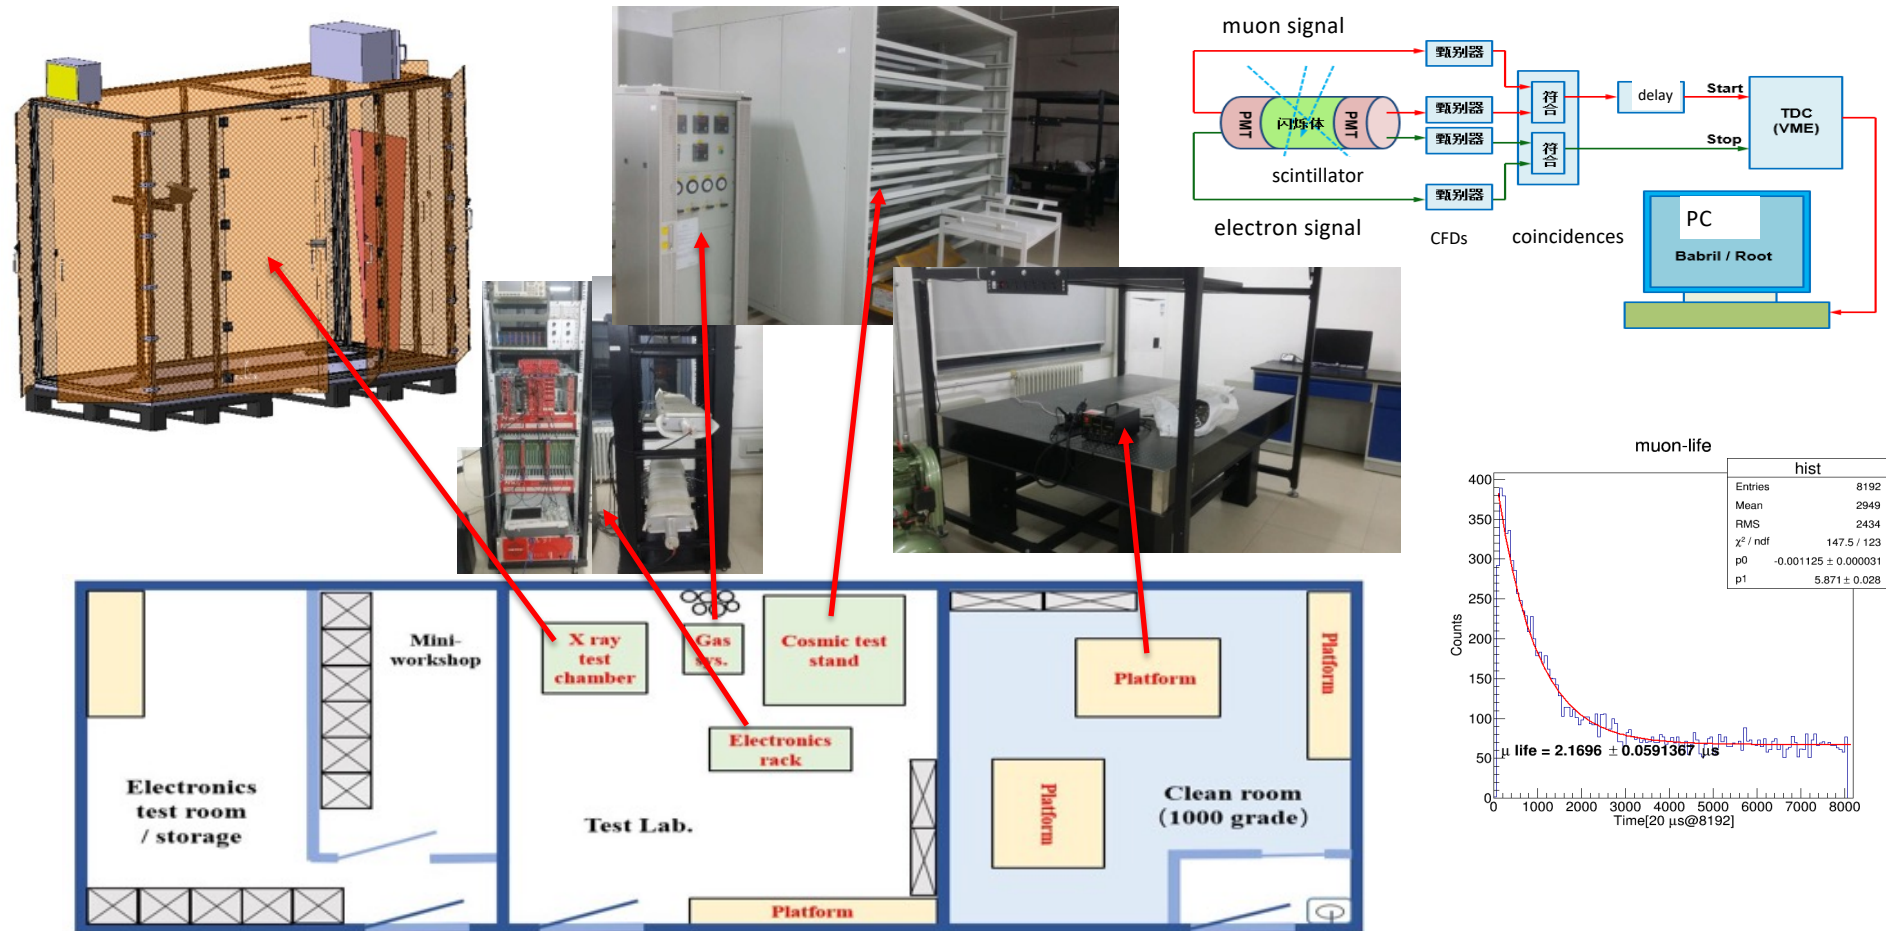 muon signal
甄别器
甄别器
甄别器
甄别器
PMT
闪烁体
PMT
scintillator
electron signal
CFDs
符合
符合
coincidences
delay
Start
Stop
TDC
(VME)
PC
Babril / Root
muon-life
hist
Entries 8192
Mean 2949
RMS 2434
χ² / ndf 147.5 / 123
p0 -0.001125 ± 0.000031
p1 5.871 ± 0.028
Counts
400
350
300
250
200
150
100
50
0
μ life = 2.1696 ± 0.0591367 μs
0 1000 2000 3000 4000 5000 6000 7000 8000
Time[20 μs@8192]
Mini-
workshop
Electronics
test room
/ storage
X ray
test
chamber
Gas
sys.
Cosmic test
stand
Electronics
rack
Test Lab.
Platform
Platform
Platform
Platform
Clean room
(1000 grade)